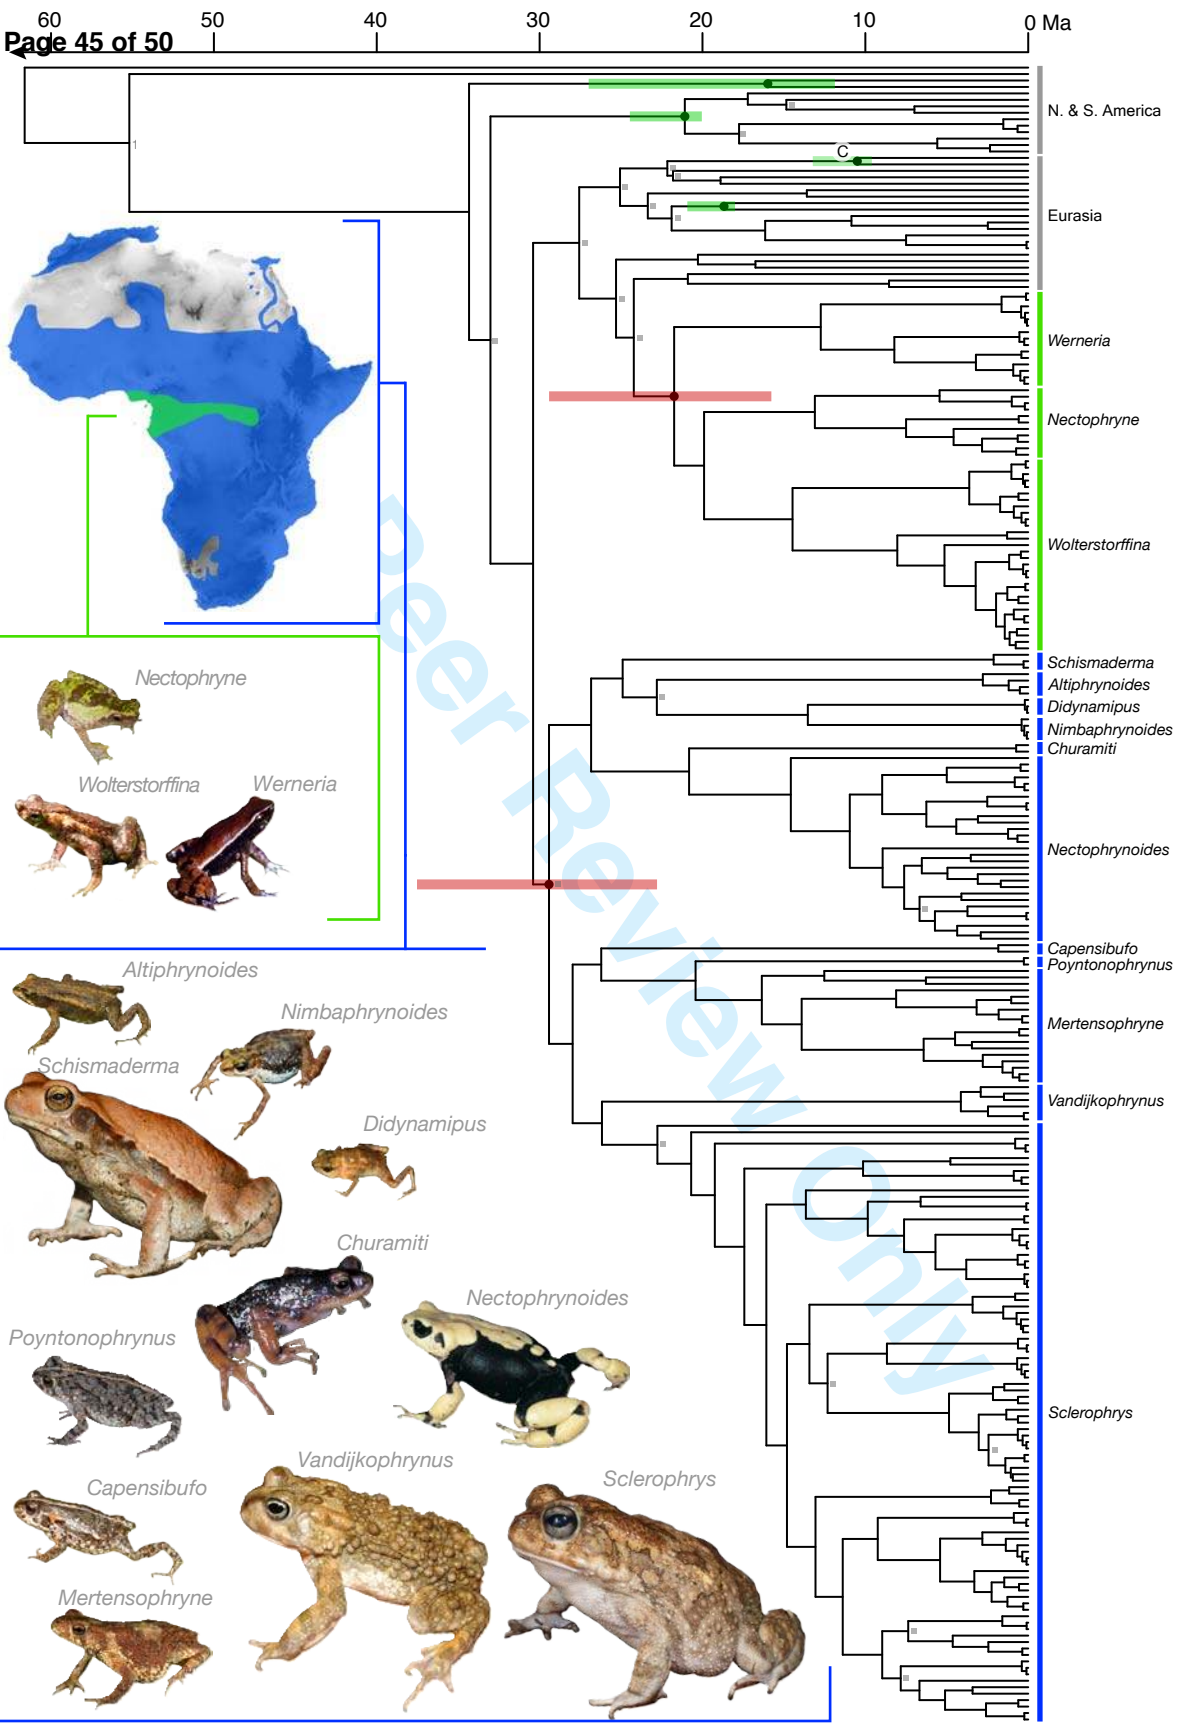 60 50 40 30 20 10 0 Ma
Page 45 of 50
1
N. & S. America
C
Eurasia
Werneria
Nectophryne
Wolterstorffina
Schismaderma
Altiphrynoides
Didynamipus
Nimbaphrynoides
Churamiti
Nectophrynoides
Capensibufo
Poyntonophrynus
Mertensophryne
Vandijkophrynus
Sclerophrys
Nectophryne
Wolterstorffina Werneria
Altiphrynoides
Nimbaphrynoides
Schismaderma
Didynamipus
Churamiti
Nectophrynoides
Poyntonophrynus
Vandijkophrynus
Sclerophrys
Capensibufo
Mertensophryne
Peer Review Only